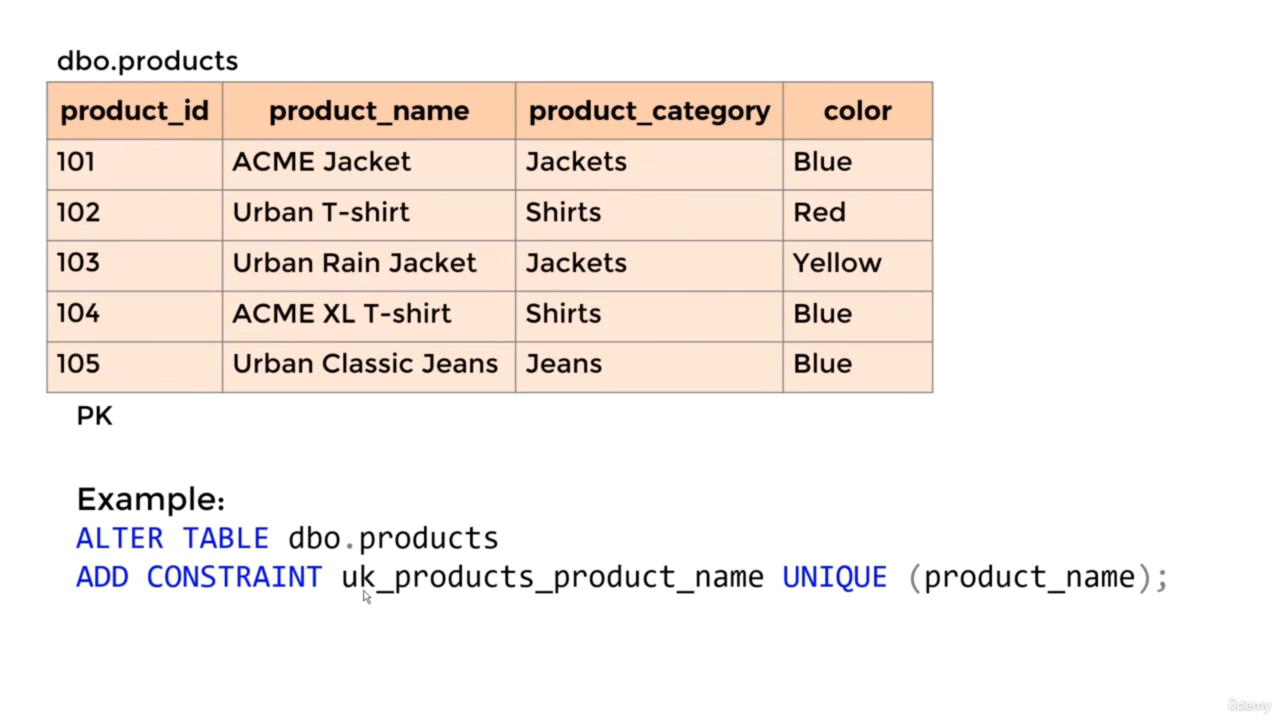 dbo.products
product_id product_name product_category color
101 ACME Jacket Jackets Blue
102 Urban T-shirt Shirts Red
103 Urban Rain Jacket Jackets Yellow
104 ACME XL T-shirt Shirts Blue
105 Urban Classic Jeans Jeans Blue
PK
Example:
ALTER TABLE dbo.products
ADD CONSTRAINT uk_products_product_name UNIQUE (product_name);
ûdemy